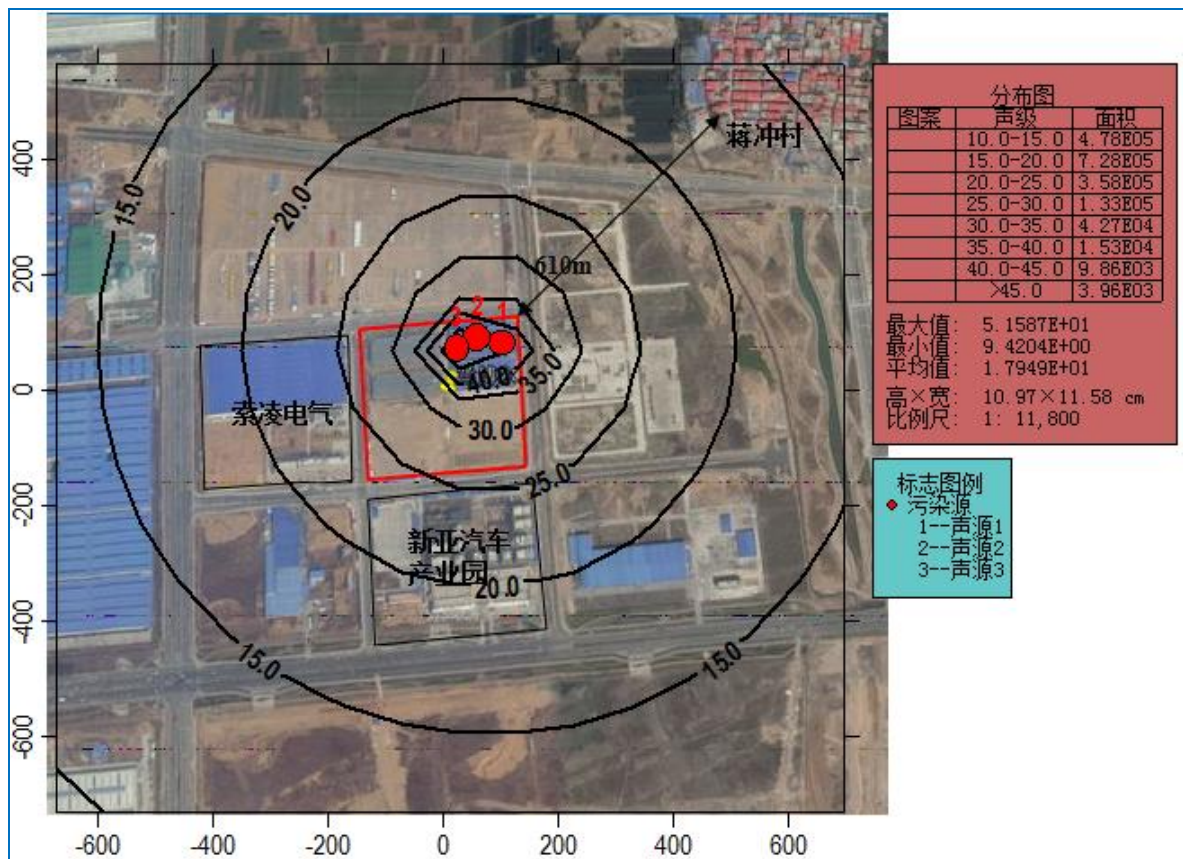 分布图
图案 声级 面积
10.0-15.0 4.78E05
15.0-20.0 7.28E05
20.0-25.0 3.58E05
25.0-30.0 1.33E05
30.0-35.0 4.27E04
35.0-40.0 1.53E04
40.0-45.0 9.86E03
>45.0 3.96E03
最大值: 5.1587E+01
最小值: 9.4204E+00
平均值: 1.7949E+01
高×宽: 10.97×11.58 cm
比例尺: 1: 11,800
标志图例
污染源
1--声源1
2--声源2
3--声源3
蒋冲村
610m
15.0
20.0
3 2 1
40.0
35.0
30.0
25.0
索凌电气
新亚汽车
产业园
20.0
15.0
15.0
400
200
0
-200
-400
-600
-600 -400 -200 0 200 400 600